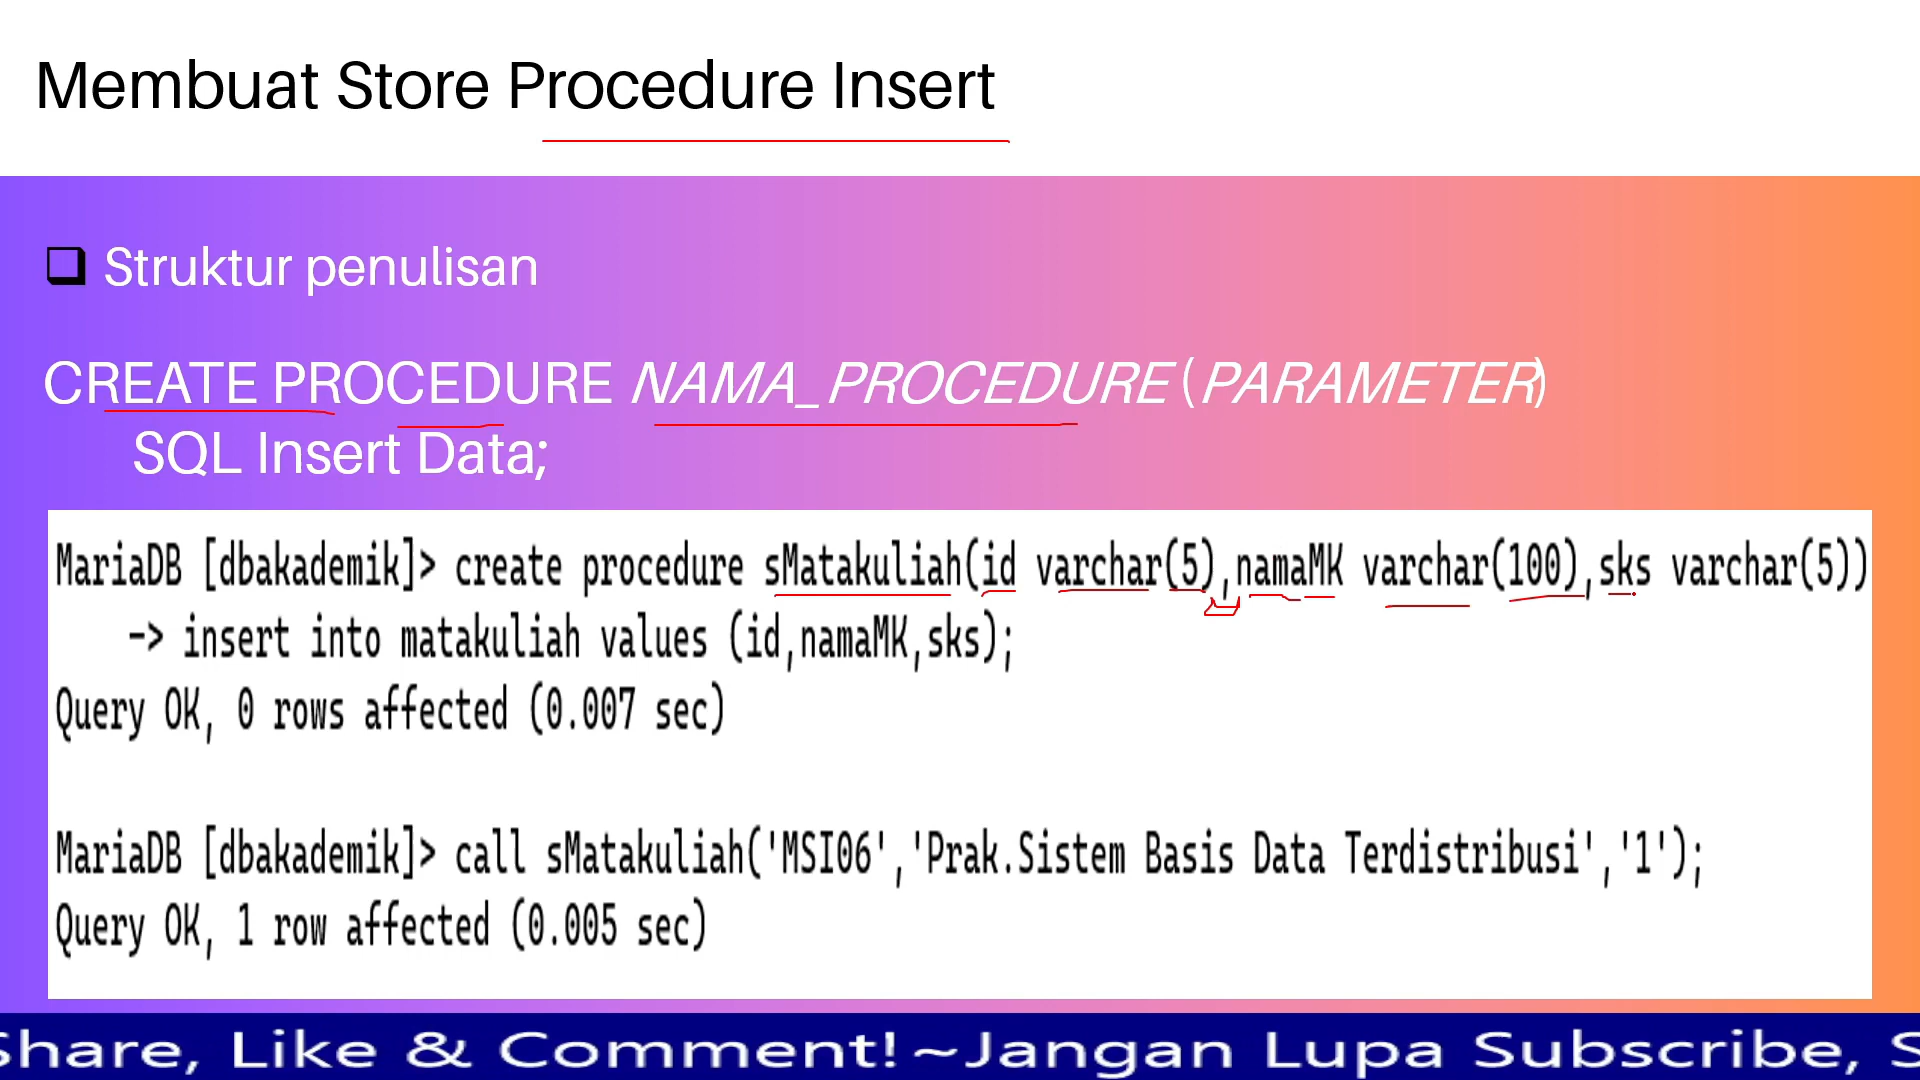 Membuat Store Procedure Insert
Struktur penulisan
CREATE PROCEDURE NAMA_PROCEDURE (PARAMETER)
SQL Insert Data;
MariaDB [dbakademik]> create procedure sMatakuliah(id varchar(5),namaMK varchar(100),sks varchar(5))
-> insert into matakuliah values (id,namaMK,sks);
Query OK, 0 rows affected (0.007 sec)
MariaDB [dbakademik]> call sMatakuliah('MSI06','Prak.Sistem Basis Data Terdistribusi','1');
Query OK, 1 row affected (0.005 sec)
Share, Like & Comment!~Jangan Lupa Subscribe, S